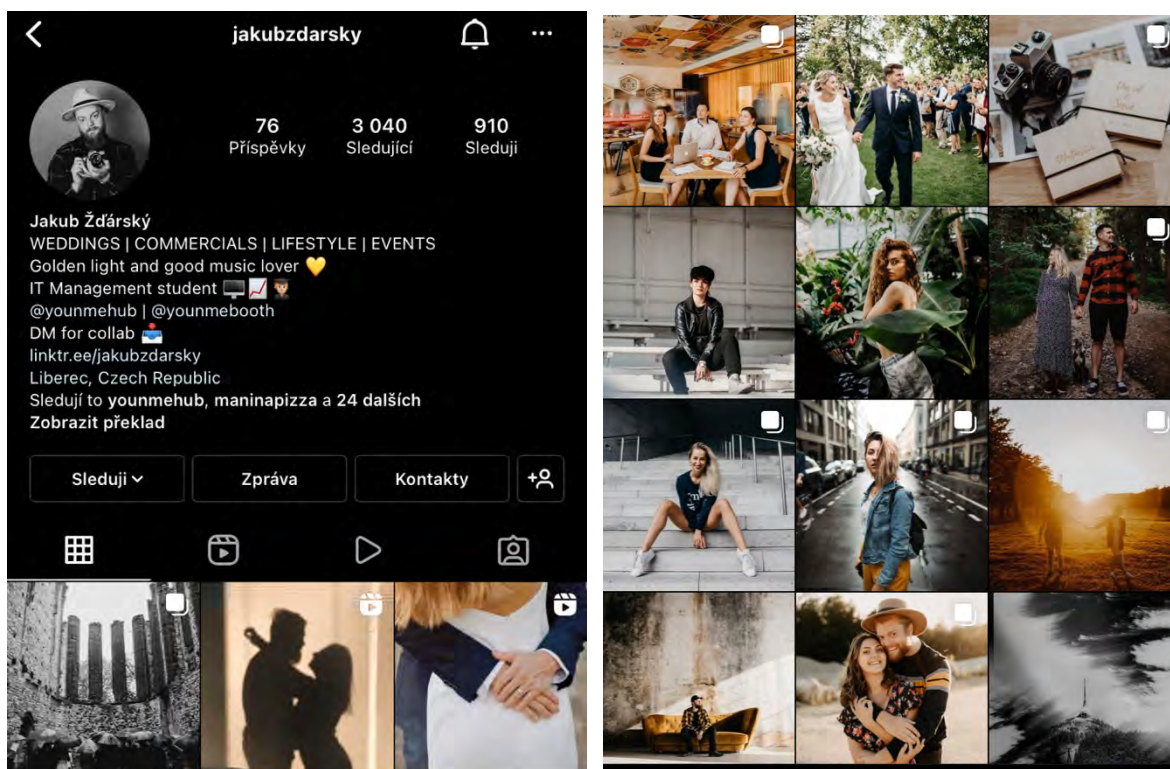 jakubzdarsky
76 3 040 910
Příspěvky Sledující Sleduji
Jakub Žďárský
WEDDINGS | COMMERCIALS | LIFESTYLE | EVENTS
Golden light and good music lover 💛
IT Management student 🖥️📈👨🏼‍🎓
@younmehub | @younmebooth
DM for collab 📥
linktr.ee/jakubzdarsky
Liberec, Czech Republic
Sledují to younmehub, maninapizza a 24 dalších
Zobrazit překlad
Sleduji Zpráva Kontakty